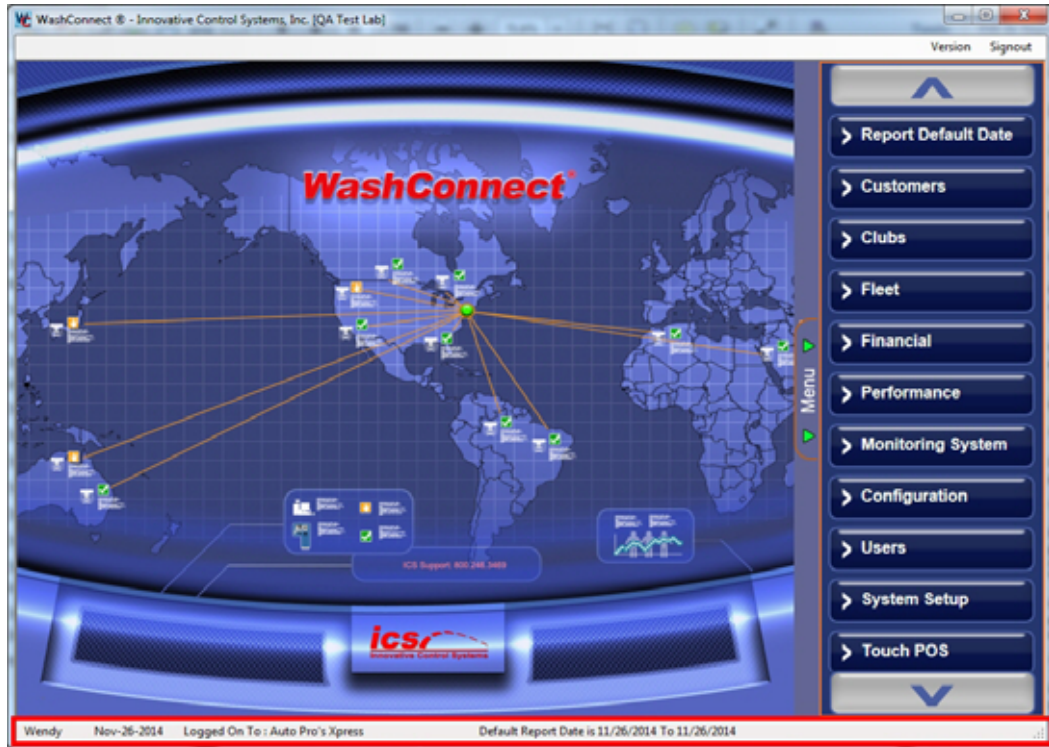 WashConnect ® - Innovative Control Systems, Inc. [QA Test Lab]
Version Signout
WashConnect
Report Default Date
Customers
Clubs
Fleet
Financial
Performance
Monitoring System
Configuration
Users
System Setup
Touch POS
Menu
ICS Support: 800.246.3469
ics
Innovative Control Systems
Wendy Nov-26-2014 Logged On To : Auto Pro's Xpress Default Report Date is 11/26/2014 To 11/26/2014